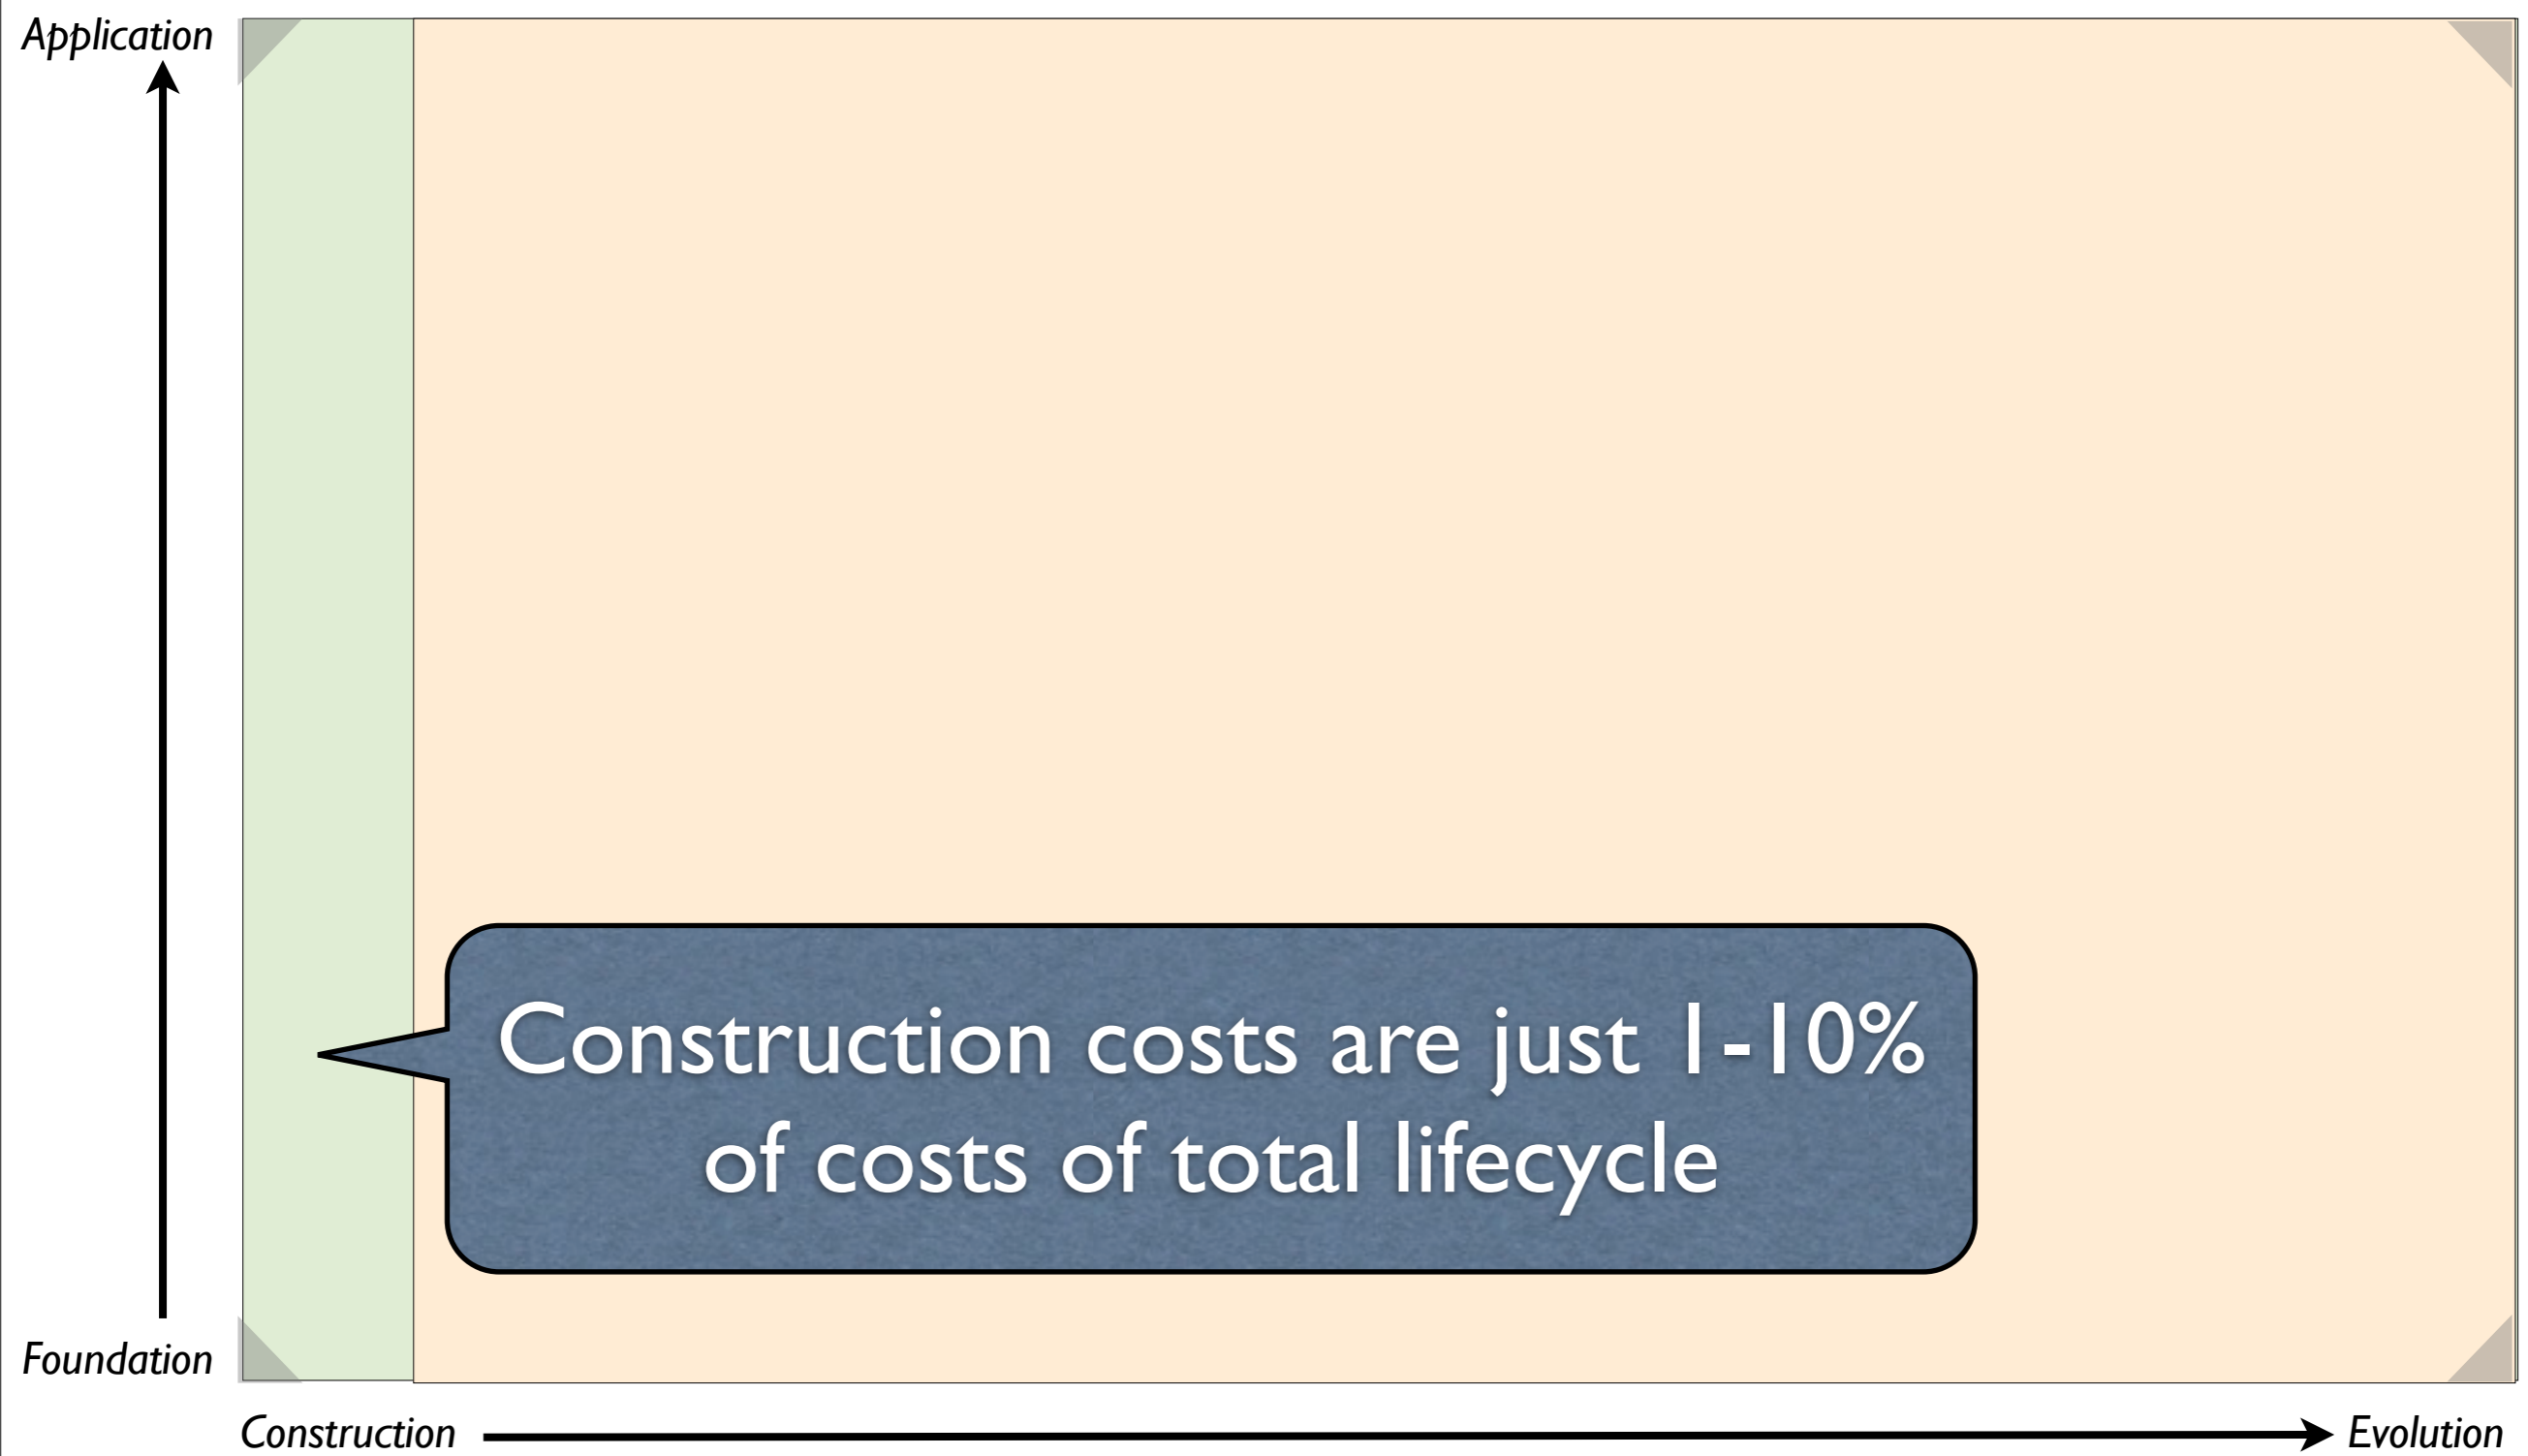 Application
Construction costs are just 1-10%
of costs of total lifecycle
Foundation
Construction
Evolution